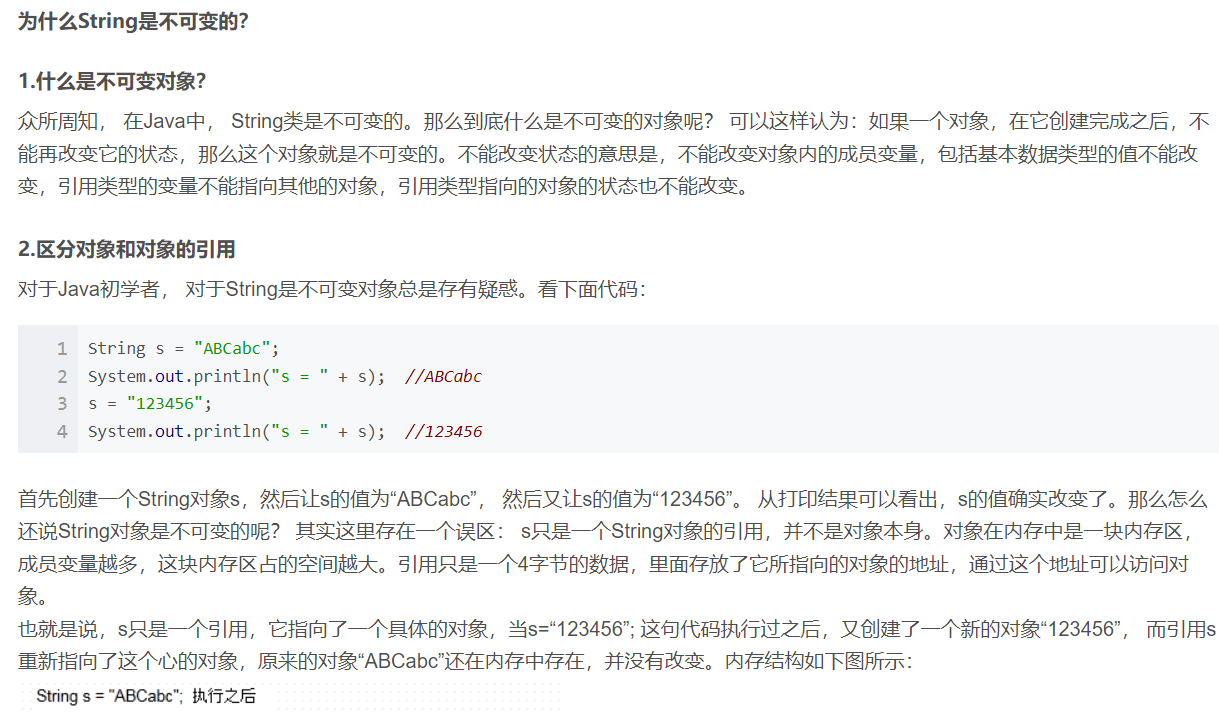 为什么String是不可变的?
1.什么是不可变对象?
众所周知， 在Java中， String类是不可变的。那么到底什么是不可变的对象呢？ 可以这样认为：如果一个对象，在它创建完成之后，不
能再改变它的状态，那么这个对象就是不可变的。不能改变状态的意思是，不能改变对象内的成员变量，包括基本数据类型的值不能改
变，引用类型的变量不能指向其他的对象，引用类型指向的对象的状态也不能改变。
2.区分对象和对象的引用
对于Java初学者， 对于String是不可变对象总是存有疑惑。看下面代码：
1 String s = "ABCabc";
2 System.out.println("s = " + s);  //ABCabc
3 s = "123456";
4 System.out.println("s = " + s);  //123456
首先创建一个String对象s，然后让s的值为“ABCabc”， 然后又让s的值为“123456”。 从打印结果可以看出，s的值确实改变了。那么怎么
还说String对象是不可变的呢？ 其实这里存在一个误区： s只是一个String对象的引用，并不是对象本身。对象在内存中是一块内存区，
成员变量越多，这块内存区占的空间越大。引用只是一个4字节的数据，里面存放了它所指向的对象的地址，通过这个地址可以访问对
象。
也就是说，s只是一个引用，它指向了一个具体的对象，当s=“123456”; 这句代码执行过之后，又创建了一个新的对象“123456”， 而引用s
重新指向了这个心的对象，原来的对象“ABCabc”还在内存中存在，并没有改变。内存结构如下图所示：
String s = "ABCabc"; 执行之后